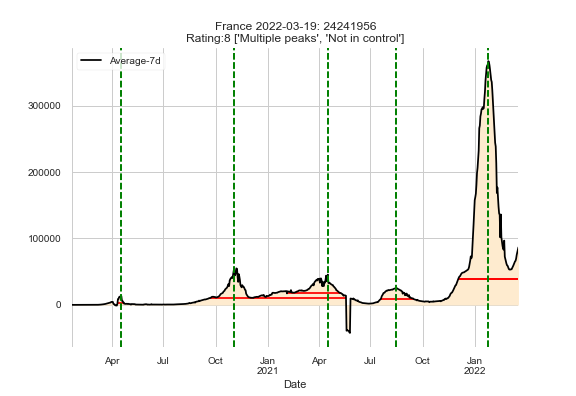 France 2022-03-19: 24241956
Rating:8 ['Multiple peaks', 'Not in control']
Average-7d
300000
200000
100000
0
Apr Jul Oct Jan Apr Jul Oct Jan
2021 2022
Date